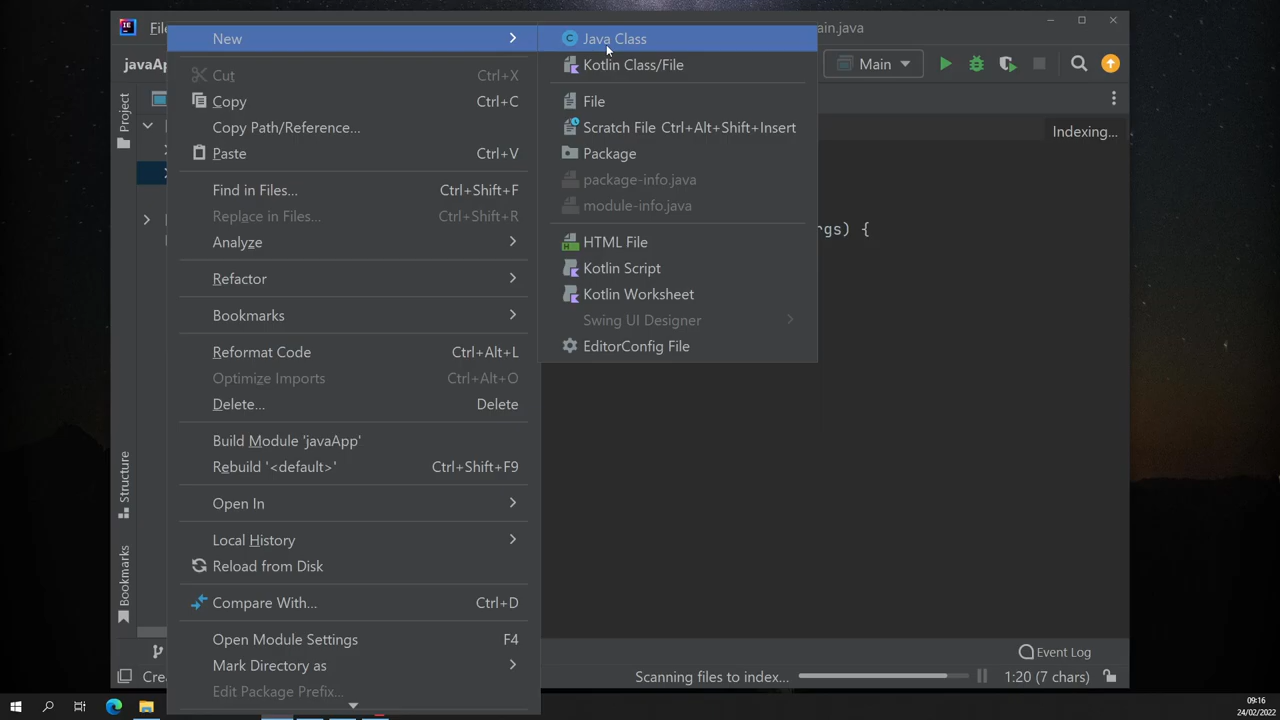 File
ain.java
javaAp
Main
Project
Indexing...
New
Cut Ctrl+X
Copy Ctrl+C
Copy Path/Reference...
Paste Ctrl+V
Find in Files... Ctrl+Shift+F
Replace in Files... Ctrl+Shift+R
Analyze
Refactor
Bookmarks
Reformat Code Ctrl+Alt+L
Optimize Imports Ctrl+Alt+O
Delete... Delete
Build Module 'javaApp'
Rebuild '<default>' Ctrl+Shift+F9
Open In
Local History
Reload from Disk
Compare With... Ctrl+D
Open Module Settings F4
Mark Directory as
Edit Package Prefix...
Java Class
Kotlin Class/File
File
Scratch File Ctrl+Alt+Shift+Insert
Package
package-info.java
module-info.java
HTML File
Kotlin Script
Kotlin Worksheet
Swing UI Designer
EditorConfig File
rgs) {
Structure
Bookmarks
Event Log
Crea
Scanning files to index...
1:20 (7 chars)
09:16
24/02/2022